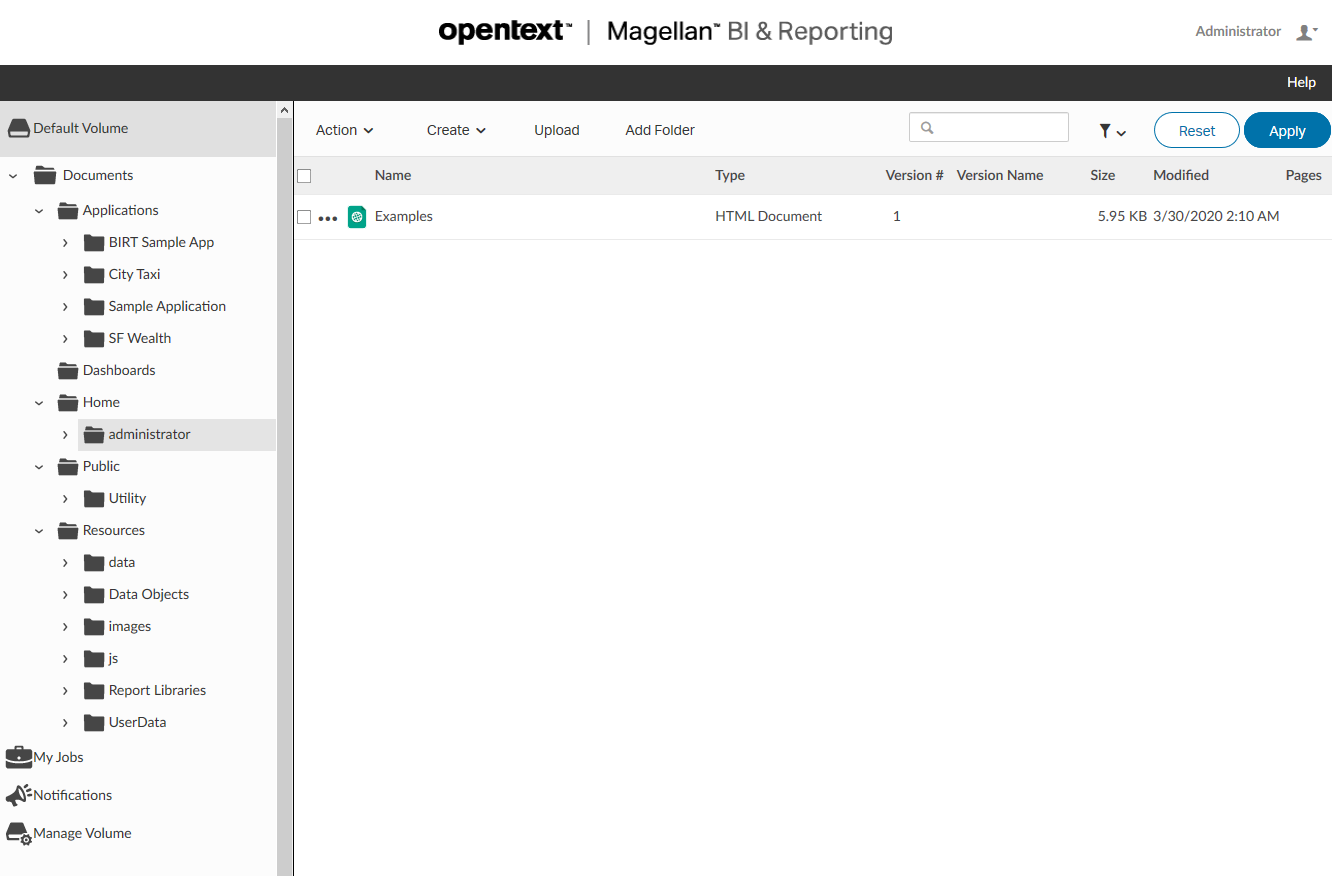 opentext™ | Magellan™ BI & Reporting
Administrator
Help
Default Volume
Documents
Applications
BIRT Sample App
City Taxi
Sample Application
SF Wealth
Dashboards
Home
administrator
Public
Utility
Resources
data
Data Objects
images
js
Report Libraries
UserData
My Jobs
Notifications
Manage Volume
Action Create Upload Add Folder Reset Apply
Name Type Version # Version Name Size Modified Pages
Examples HTML Document 1 5.95 KB 3/30/2020 2:10 AM